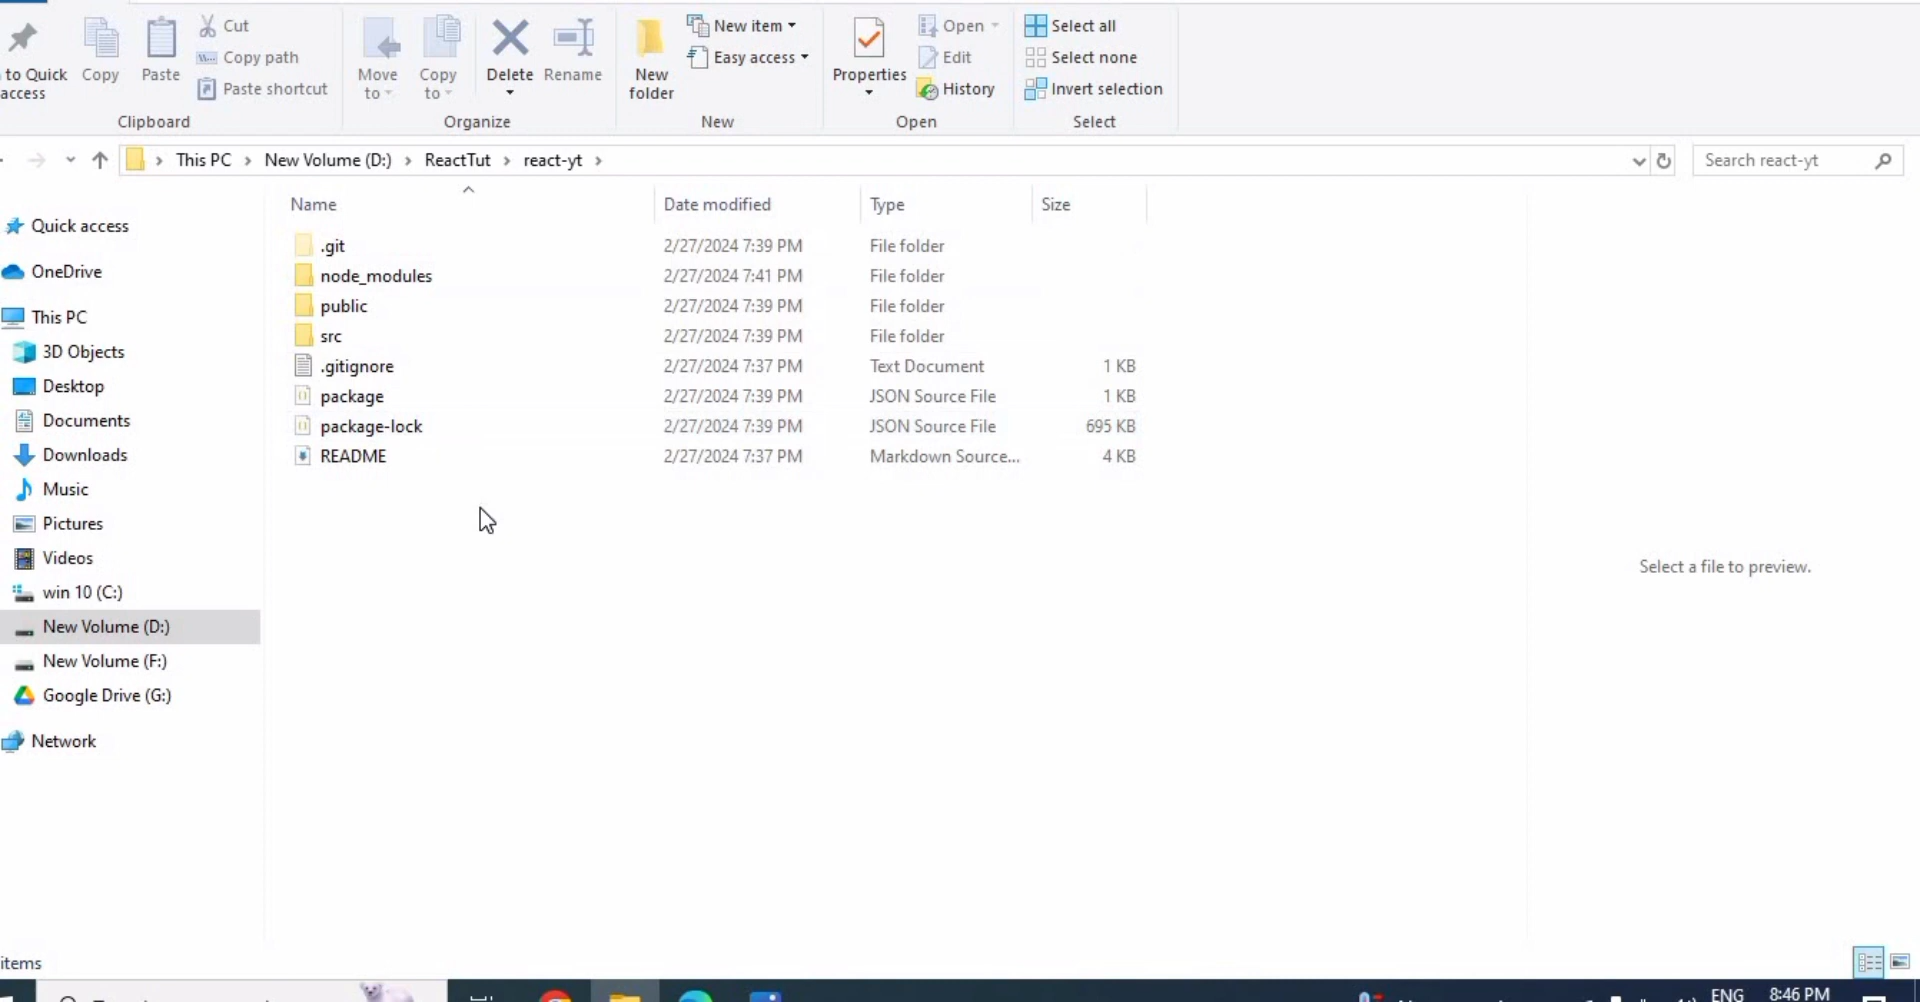 Cut
New item
Open
Select all
Copy path
Easy access
Edit
Select none
to Quick
access
Copy
Paste
Paste shortcut
Move
to
Copy
to
Delete
Rename
New
folder
Properties
History
Invert selection
Clipboard
Organize
New
Open
Select
This PC
New Volume (D:)
ReactTut
react-yt
Search react-yt
Name
Date modified
Type
Size
Quick access
OneDrive
This PC
3D Objects
Desktop
Documents
Downloads
Music
Pictures
Videos
win 10 (C:)
New Volume (D:)
New Volume (F:)
Google Drive (G:)
Network
.git 2/27/2024 7:39 PM File folder
node_modules 2/27/2024 7:41 PM File folder
public 2/27/2024 7:39 PM File folder
src 2/27/2024 7:39 PM File folder
.gitignore 2/27/2024 7:37 PM Text Document 1 KB
package 2/27/2024 7:39 PM JSON Source File 1 KB
package-lock 2/27/2024 7:39 PM JSON Source File 695 KB
README 2/27/2024 7:37 PM Markdown Source... 4 KB
Select a file to preview.
items
ENG
8:46 PM